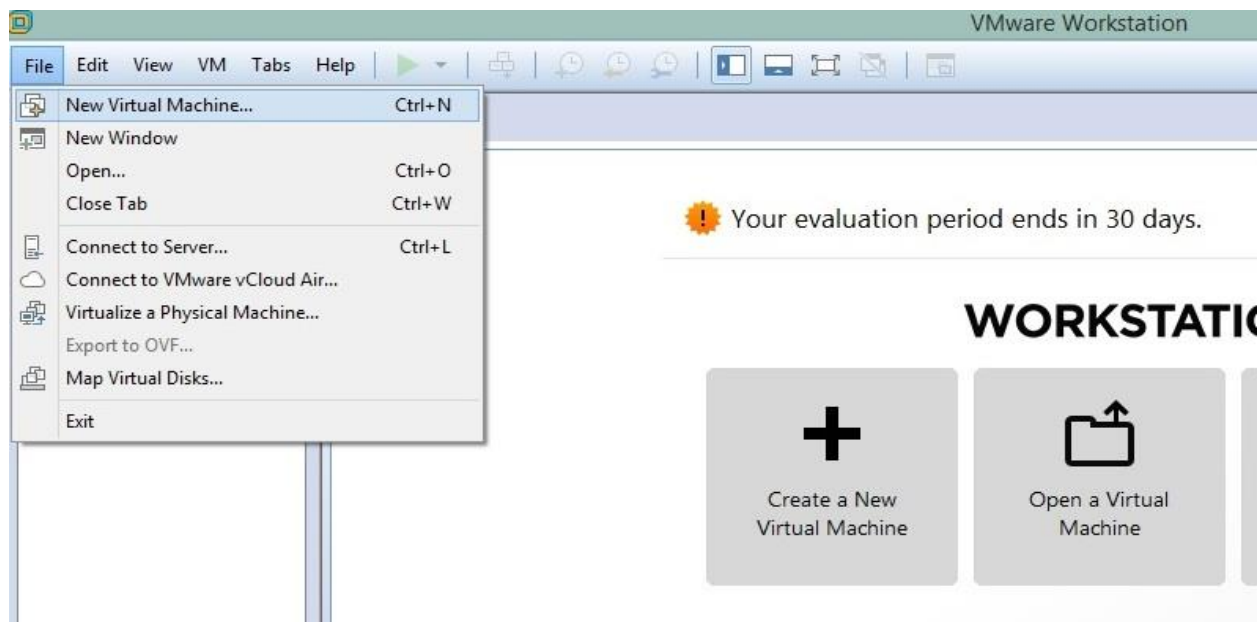 VMware Workstation
File Edit View VM Tabs Help
New Virtual Machine... Ctrl+N
New Window
Open... Ctrl+O
Close Tab Ctrl+W
Connect to Server... Ctrl+L
Connect to VMware vCloud Air...
Virtualize a Physical Machine...
Export to OVF...
Map Virtual Disks...
Exit
Your evaluation period ends in 30 days.
WORKSTATI
Create a New
Virtual Machine
Open a Virtual
Machine